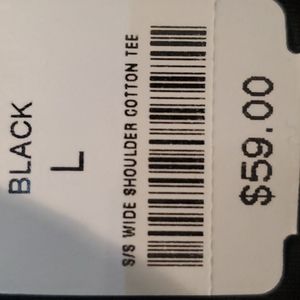 BLACK
L
S/S WIDE SHOULDER COTTON TEE
$59.00